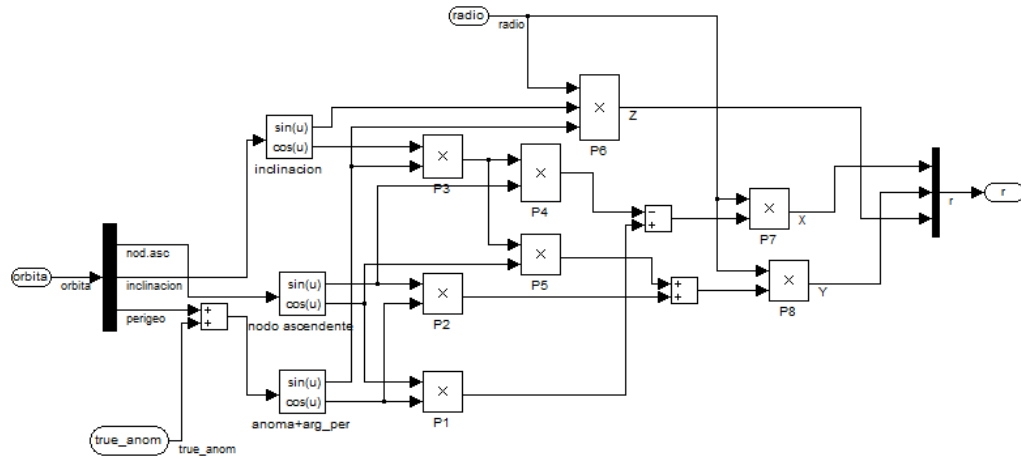 radio
radio
sin(u)
cos(u)
inclinacion
P6
Z
P3
P4
P7
X
r
r
nod.asc
orbita
orbita
inclinacion
perigeo
+
+
sin(u)
cos(u)
nodo ascendente
P2
P5
−
+
+
+
P8
Y
sin(u)
cos(u)
anoma+arg_per
P1
true_anom
true_anom